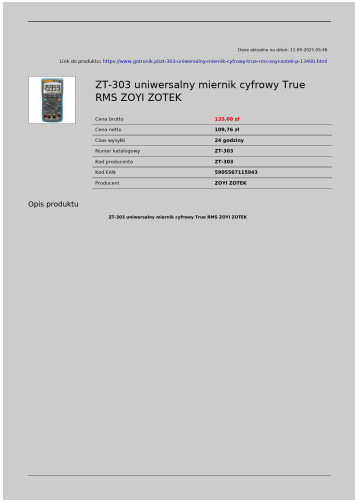 Dane aktualne na dzień: 11-09-2025 05:46
Link do produktu: https://www.gotronik.pl/zt-303-uniwersalny-miernik-cyfrowy-true-rms-zoyi-zotek-p-13400.html
ZT-303 uniwersalny miernik cyfrowy True
RMS ZOYI ZOTEK
Cena brutto 135,00 zł
Cena netto 109,76 zł
Czas wysyłki 24 godziny
Numer katalogowy ZT-303
Kod producenta ZT-303
Kod EAN 5905567115943
Producent ZOYI ZOTEK
Opis produktu
ZT-303 uniwersalny miernik cyfrowy True RMS ZOYI ZOTEK